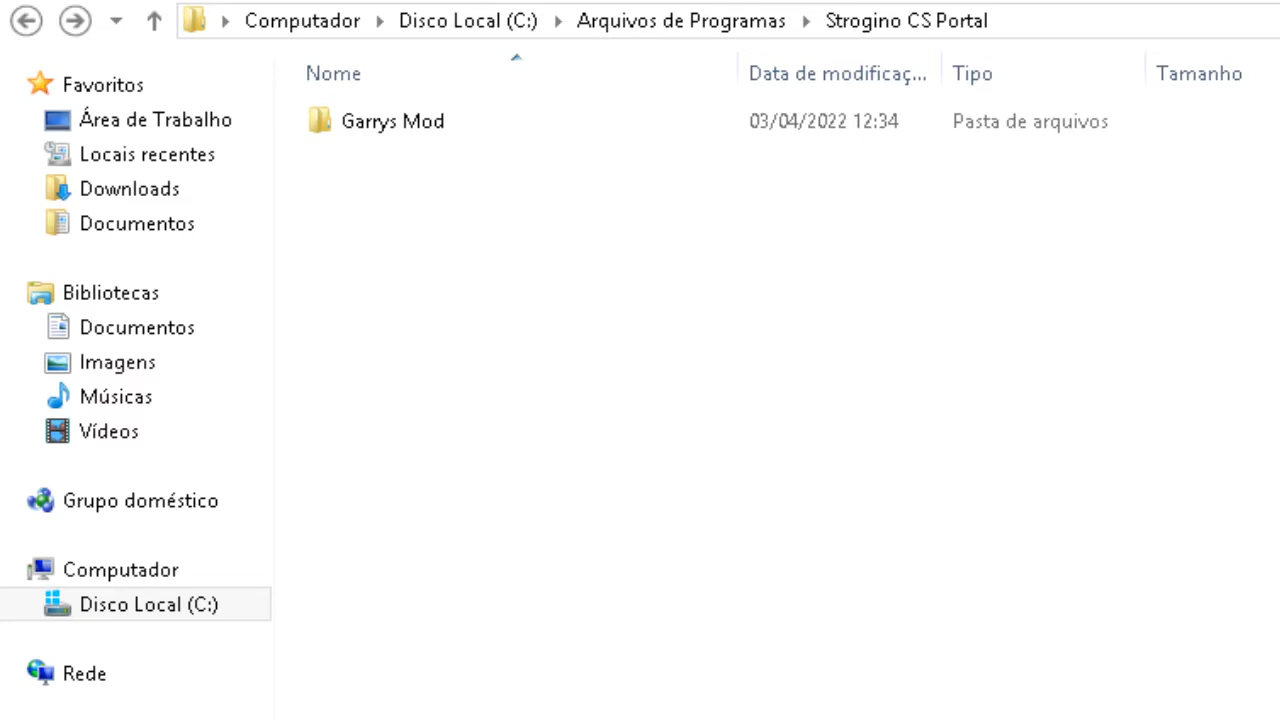 Computador Disco Local (C:) Arquivos de Programas Strogino CS Portal
Nome Data de modificaç... Tipo Tamanho
Garrys Mod 03/04/2022 12:34 Pasta de arquivos
Favoritos
Área de Trabalho
Locais recentes
Downloads
Documentos
Bibliotecas
Documentos
Imagens
Músicas
Vídeos
Grupo doméstico
Computador
Disco Local (C:)
Rede